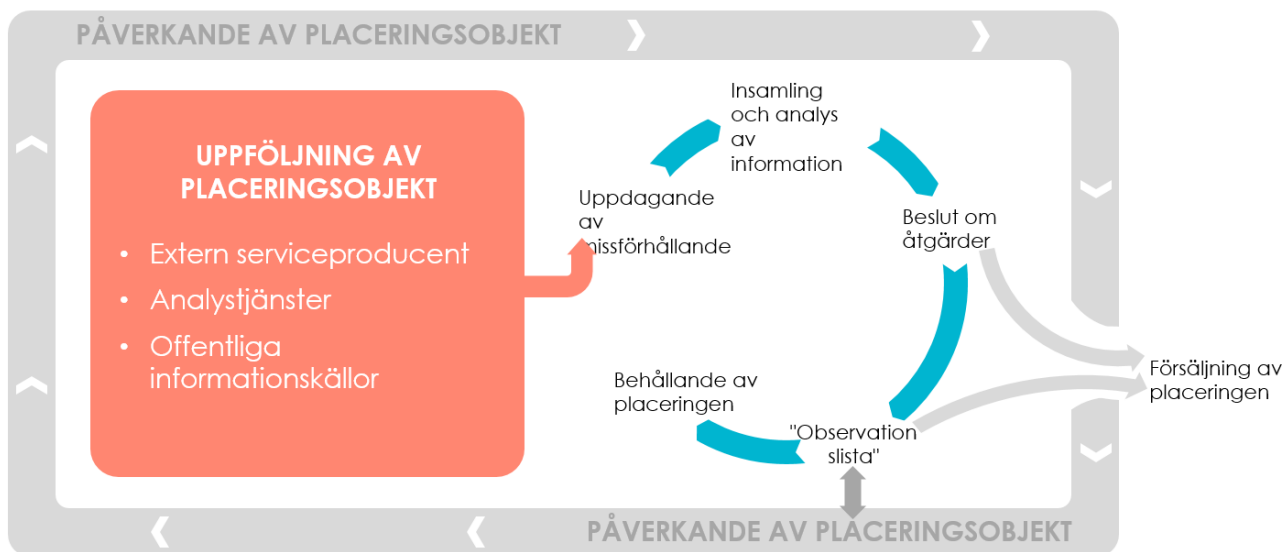 PÅVERKANDE AV PLACERINGSOBJEKT
UPPFÖLJNING AV
PLACERINGSOBJEKT
• Extern serviceproducent
• Analystjänster
• Offentliga
informationskällor
Uppdagande
av
missförhållande
Insamling
och analys
av
information
Beslut om
åtgärder
Försäljning av
placeringen
"Observation
slista"
Behållande av
placeringen
PÅVERKANDE AV PLACERINGSOBJEKT